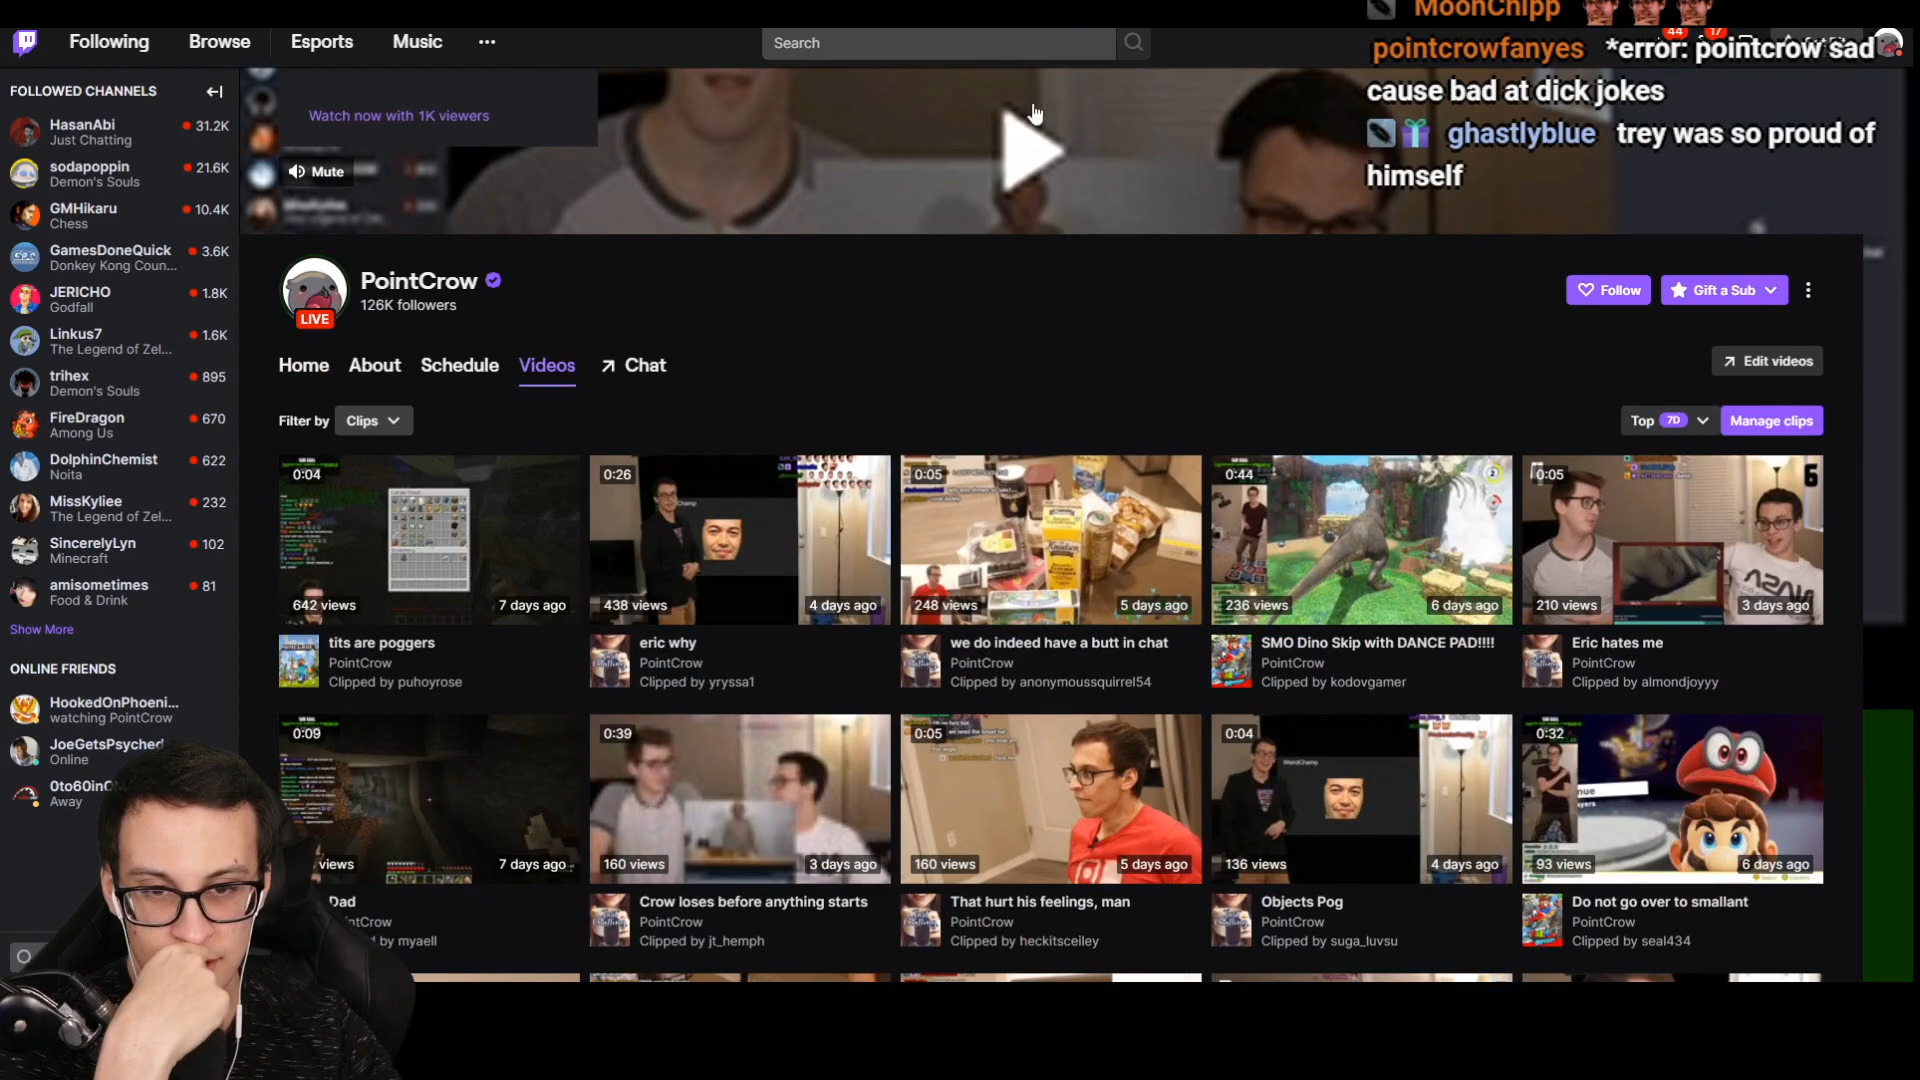 MoonChipp
Following
Browse
Esports
Music
Search
44
17
pointcrowfanyes *error: pointcrow sad
cause bad at dick jokes
ghastlyblue trey was so proud of
himself
FOLLOWED CHANNELS
HasanAbi
Just Chatting
31.2K
sodapoppin
Demon's Souls
21.6K
GMHikaru
Chess
10.4K
GamesDoneQuick
Donkey Kong Coun...
3.6K
JERICHO
Godfall
1.8K
Linkus7
The Legend of Zel...
1.6K
trihex
Demon's Souls
895
FireDragon
Among Us
670
DolphinChemist
Noita
622
MissKyliee
The Legend of Zel...
232
SincerelyLyn
Minecraft
102
amisometimes
Food & Drink
81
Show More
ONLINE FRIENDS
HookedOnPhoeni...
watching PointCrow
JoeGetsPsyched
Online
0to60inO
Away
Watch now with 1K viewers
Mute
PointCrow
126K followers
LIVE
Follow
Gift a Sub
Home
About
Schedule
Videos
Chat
Edit videos
Filter by
Clips
Top 7D
Manage clips
0:04
642 views
7 days ago
tits are poggers
PointCrow
Clipped by puhoyrose
0:26
438 views
4 days ago
eric why
PointCrow
Clipped by yryssa1
0:05
248 views
5 days ago
we do indeed have a butt in chat
PointCrow
Clipped by anonymoussquirrel54
0:44
236 views
6 days ago
SMO Dino Skip with DANCE PAD!!!!
PointCrow
Clipped by kodovgamer
0:05
6
210 views
3 days ago
Eric hates me
PointCrow
Clipped by almondjoyyy
0:09
views
7 days ago
Dad
intCrow
d by myaell
0:39
160 views
3 days ago
Crow loses before anything starts
PointCrow
Clipped by jt_hemph
0:05
160 views
5 days ago
That hurt his feelings, man
PointCrow
Clipped by heckitsceiley
0:04
WeirdChamp
136 views
4 days ago
Objects Pog
PointCrow
Clipped by suga_luvsu
0:32
93 views
6 days ago
Do not go over to smallant
PointCrow
Clipped by seal434